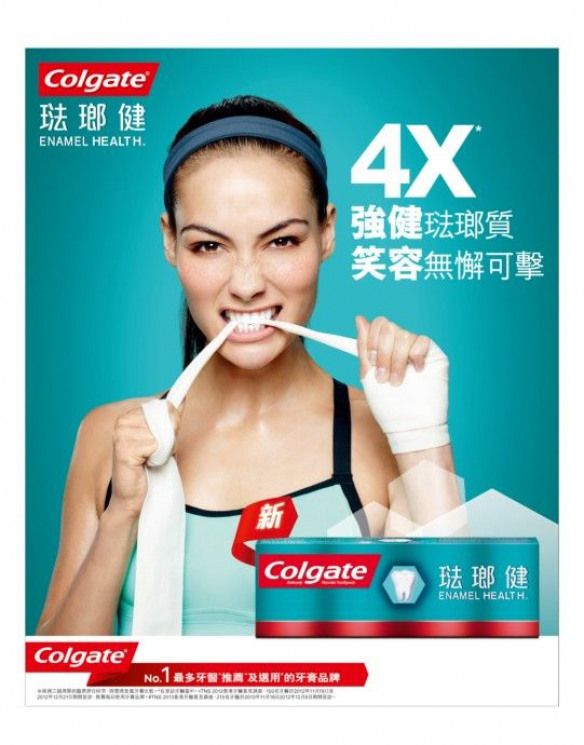 Colgate®
琺瑯健
ENAMEL HEALTH™
4X*
強健琺瑯質
笑容無懈可擊
新
Colgate
琺瑯健
ENAMEL HEALTH™
Colgate®
No.1最多牙醫^推薦^及選用#的牙膏品牌